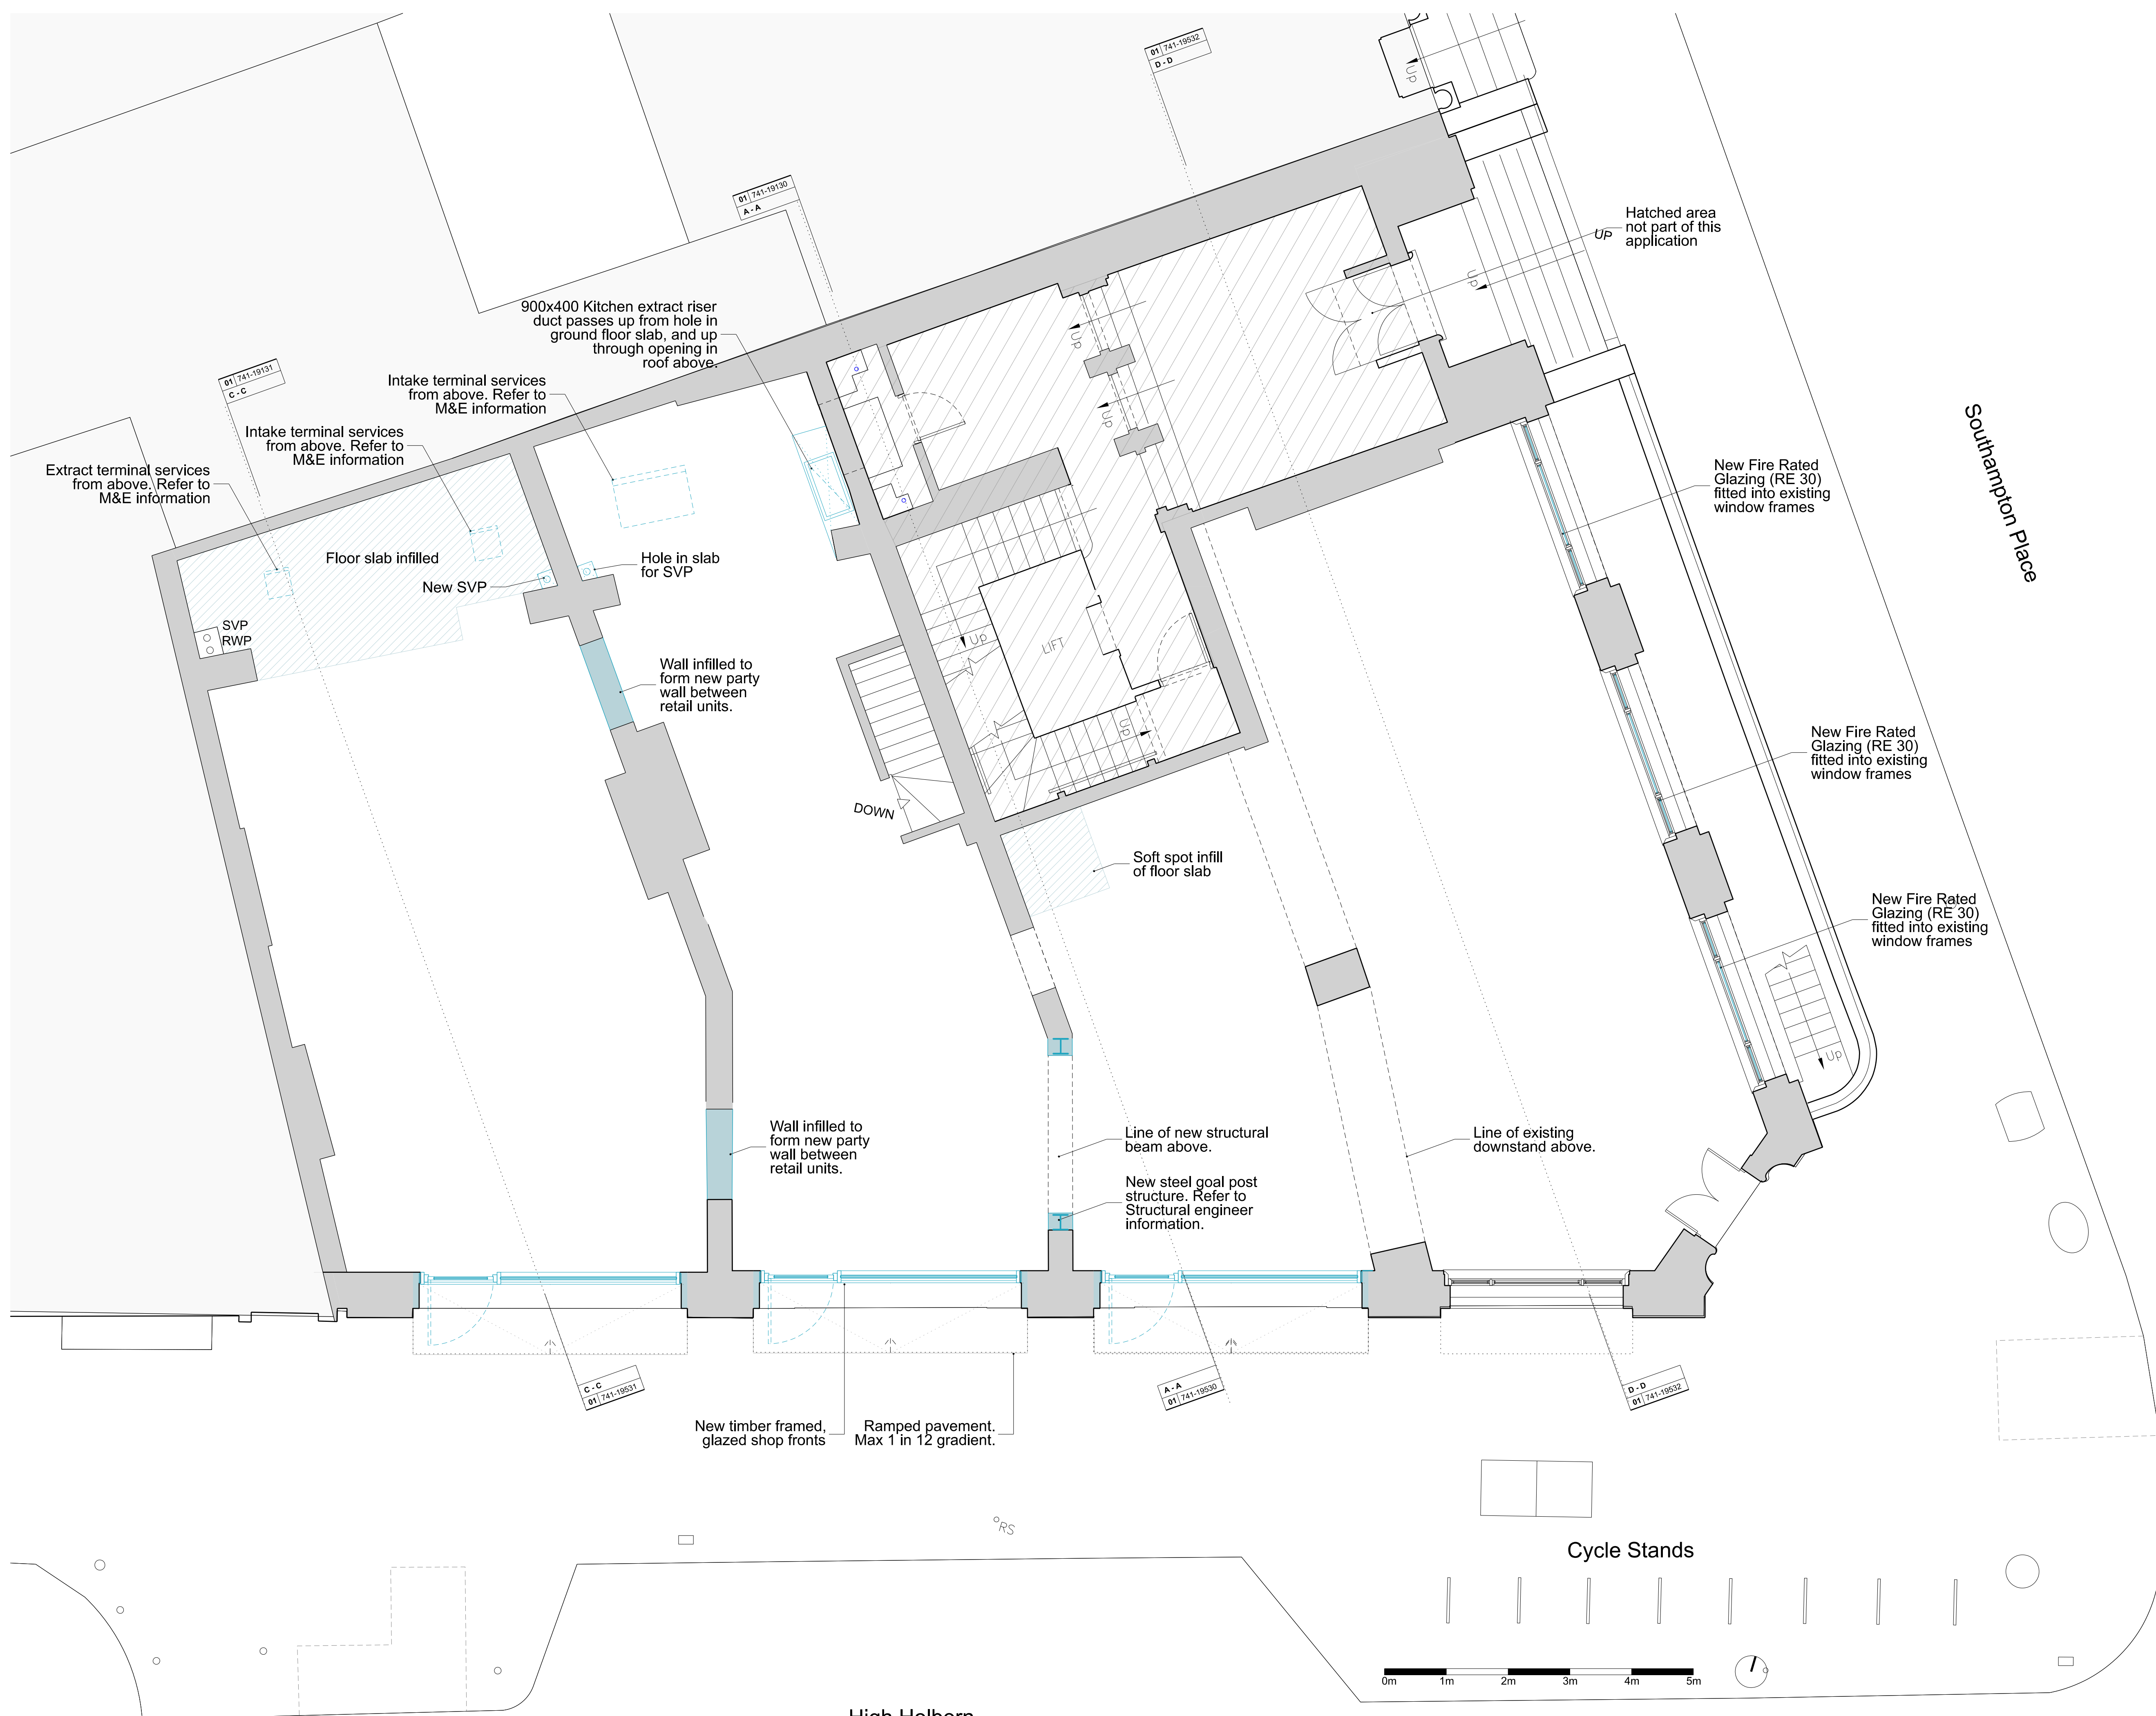 01 741-19532
D - D
Up
01 741-19130
A - A
Hatched area
not part of this
application
UP
Up
900x400 Kitchen extract riser
duct passes up from hole in
ground floor slab, and up
through opening in
roof above.
Up
01 741-19131
C - C
Intake terminal services
from above. Refer to
M&E information
Up
Southampton Place
Intake terminal services
from above. Refer to
M&E information
Extract terminal services
from above. Refer to
M&E information
New Fire Rated
Glazing (RE 30)
fitted into existing
window frames
Floor slab infilled
Hole in slab
for SVP
New SVP
SVP
RWP
Up
LIFT
Wall infilled to
form new party
wall between
retail units.
Up
New Fire Rated
Glazing (RE 30)
fitted into existing
window frames
DOWN
Soft spot infill
of floor slab
New Fire Rated
Glazing (RE 30)
fitted into existing
window frames
Up
Wall infilled to
form new party
wall between
retail units.
Line of new structural
beam above.
Line of existing
downstand above.
New steel goal post
structure. Refer to
Structural engineer
information.
C - C
01 741-19531
A - A
01 741-19530
D - D
01 741-19532
New timber framed,
glazed shop fronts
Ramped pavement.
Max 1 in 12 gradient.
RS
Cycle Stands
0m 1m 2m 3m 4m 5m
High Holborn